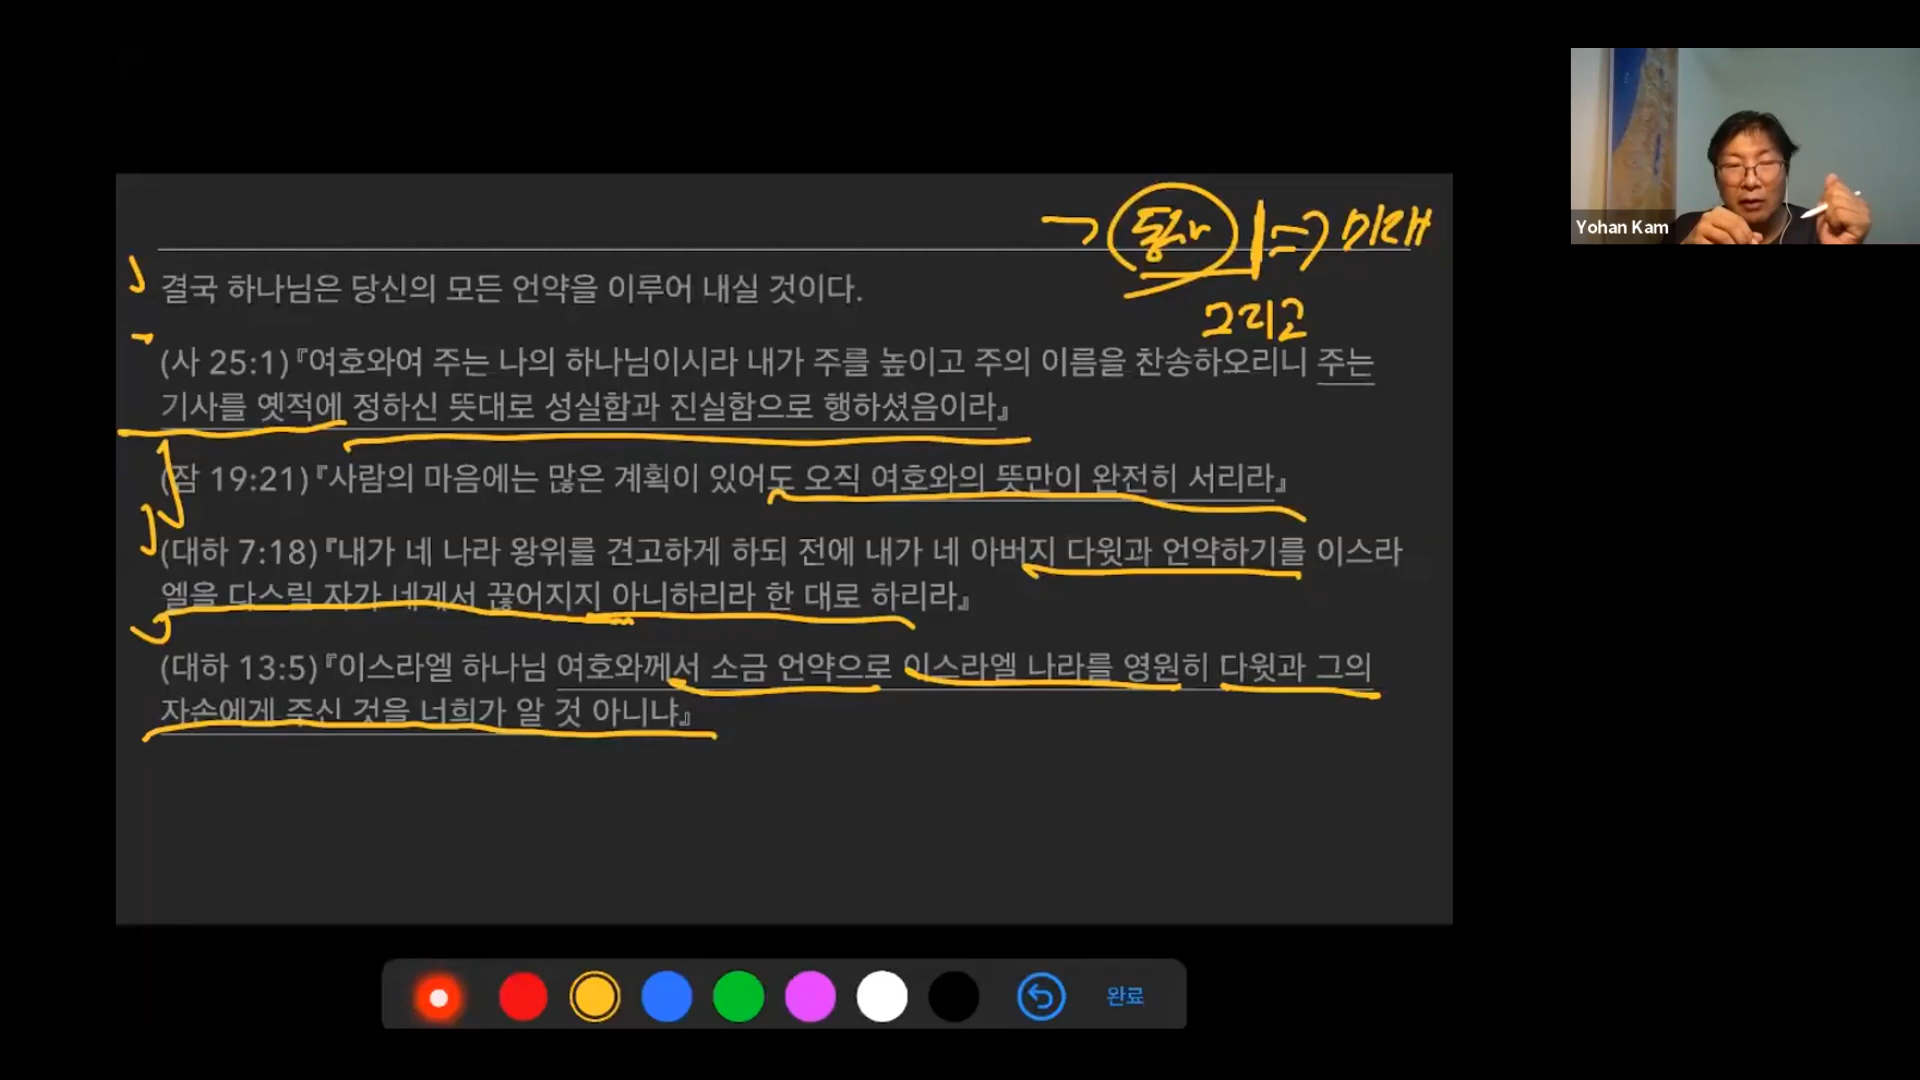 동사 | => 미래
그리고
결국 하나님은 당신의 모든 언약을 이루어 내실 것이다.
(사 25:1)『여호와여 주는 나의 하나님이시라 내가 주를 높이고 주의 이름을 찬송하오리니 주는
기사를 옛적에 정하신 뜻대로 성실함과 진실함으로 행하셨음이라』
(잠 19:21)『사람의 마음에는 많은 계획이 있어도 오직 여호와의 뜻만이 완전히 서리라』
(대하 7:18)『내가 네 나라 왕위를 견고하게 하되 전에 내가 네 아버지 다윗과 언약하기를 이스라
엘을 다스릴 자가 네게서 끊어지지 아니하리라 한 대로 하리라』
(대하 13:5)『이스라엘 하나님 여호와께서 소금 언약으로 이스라엘 나라를 영원히 다윗과 그의
자손에게 주신 것을 너희가 알 것 아니냐』
완료
Yohan Kam